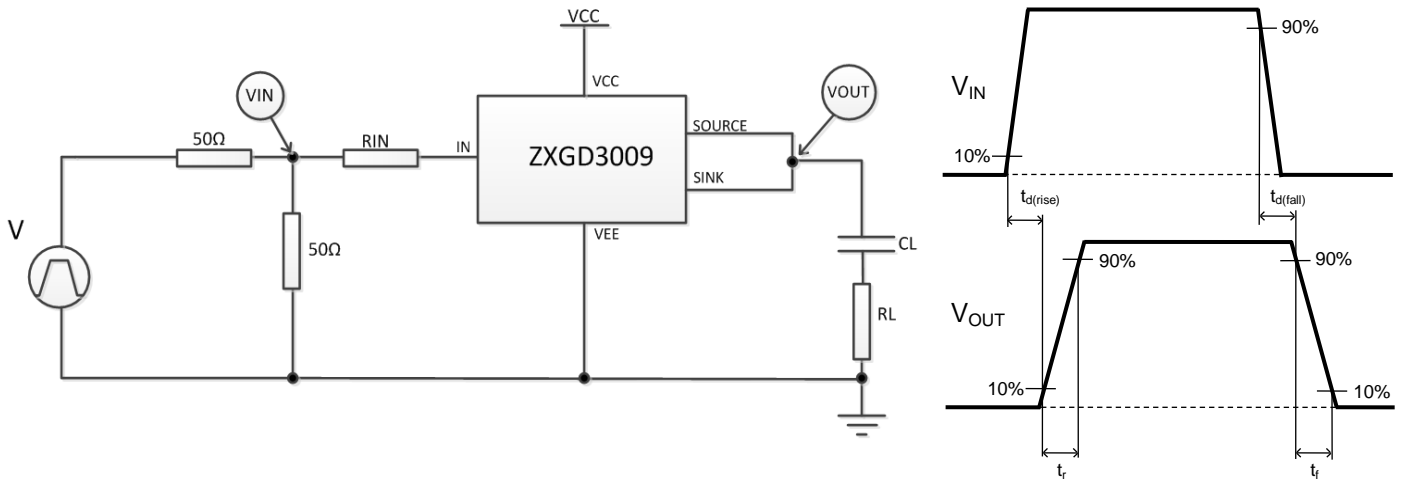 VCC
VIN
VCC
VOUT
50Ω
RIN
IN
ZXGD3009
SOURCE
SINK
V
50Ω
VEE
CL
RL
90%
VIN
10%
td(rise)
td(fall)
90%
90%
VOUT
10%
10%
tr
tf